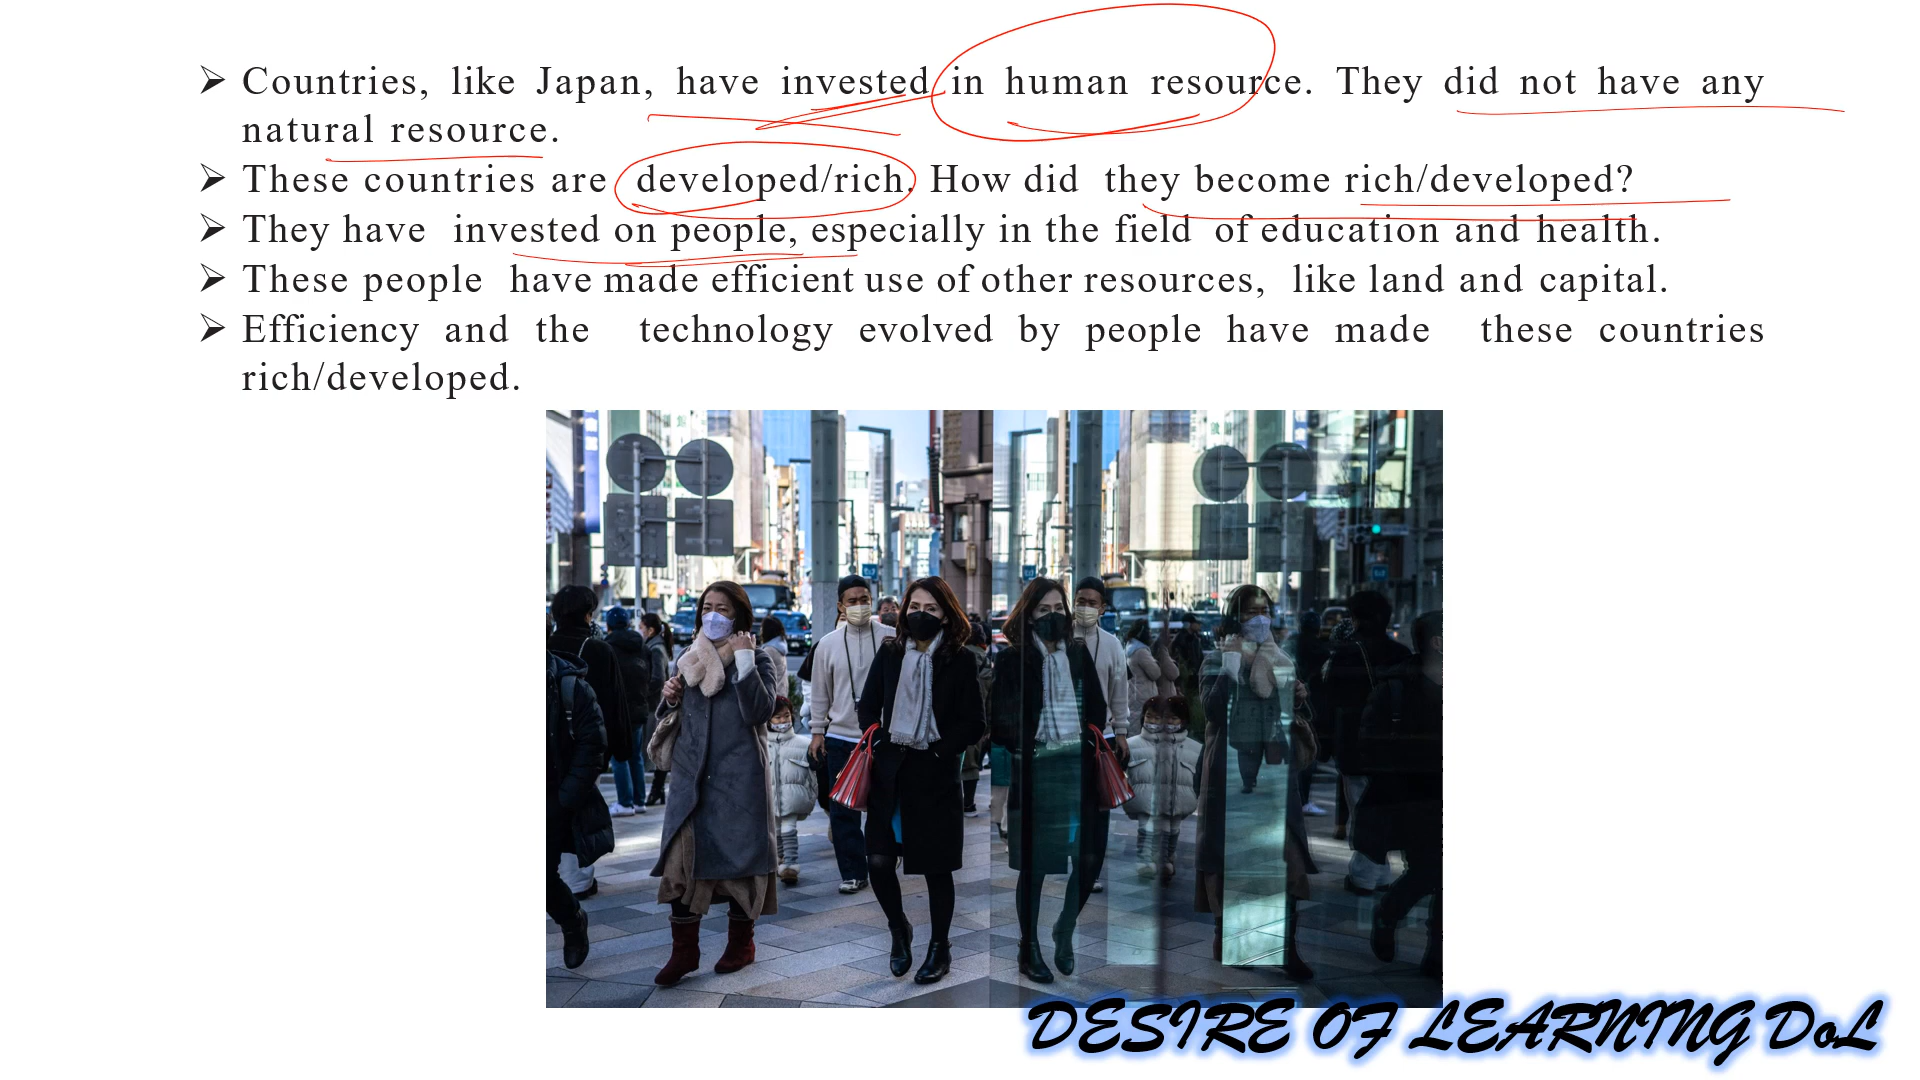 ➢ Countries, like Japan, have invested in human resource. They did not have any
natural resource.
➢ These countries are developed/rich. How did they become rich/developed?
➢ They have invested on people, especially in the field of education and health.
➢ These people have made efficient use of other resources, like land and capital.
➢ Efficiency and the technology evolved by people have made these countries
rich/developed.
DESIRE OF LEARNING DoL